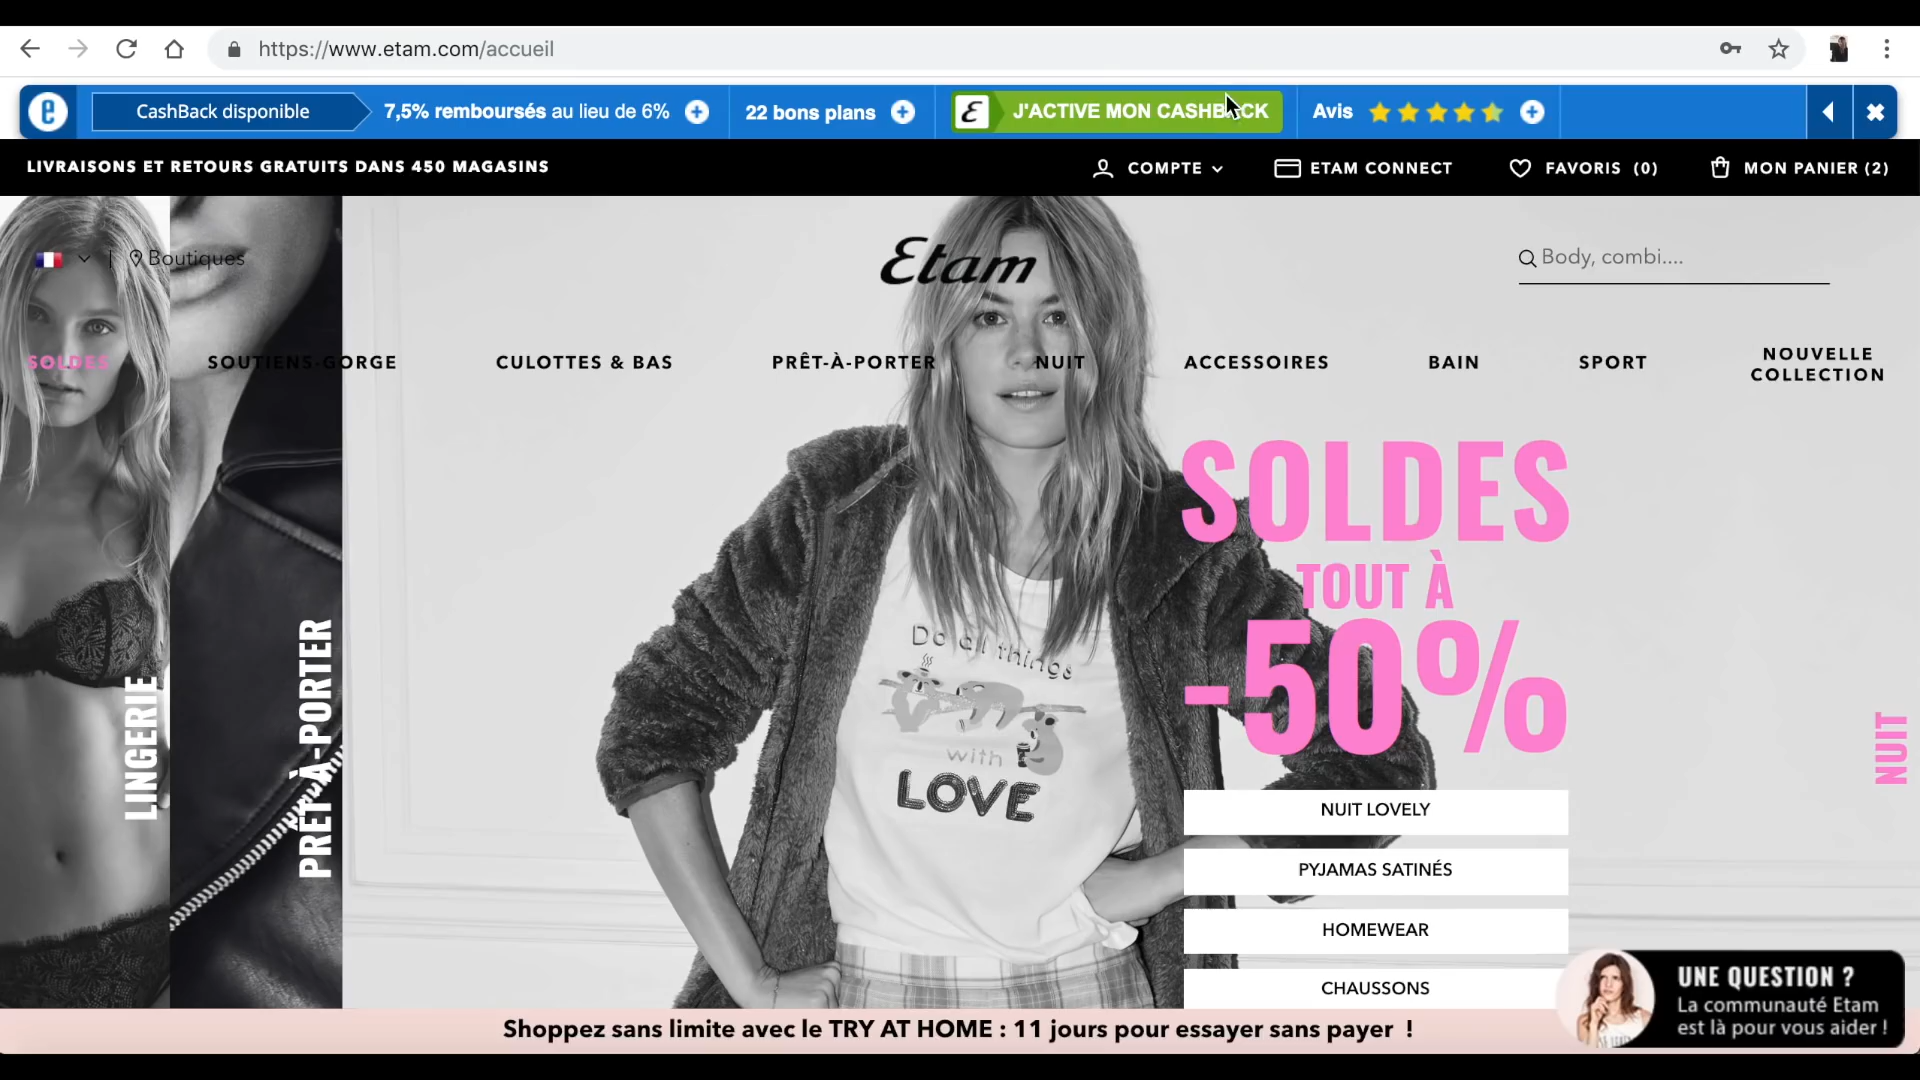 https://www.etam.com/accueil
e
CashBack disponible
7,5% remboursés au lieu de 6%
22 bons plans
E
J'ACTIVE MON CASHBACK
Avis
LIVRAISONS ET RETOURS GRATUITS DANS 450 MAGASINS
COMPTE
ETAM CONNECT
FAVORIS (0)
MON PANIER (2)
Boutiques
Etam
Body, combi....
SOLDES
SOUTIENS-GORGE
CULOTTES & BAS
PRÊT-À-PORTER
NUIT
ACCESSOIRES
BAIN
SPORT
NOUVELLE
COLLECTION
LINGERIE
PRÊT-À-PORTER
Do all things
with
LOVE
SOLDES
TOUT À
-50%
NUIT LOVELY
PYJAMAS SATINÉS
HOMEWEAR
CHAUSSONS
NUIT
Shoppez sans limite avec le TRY AT HOME : 11 jours pour essayer sans payer !
UNE QUESTION ?
La communauté Etam
est là pour vous aider !